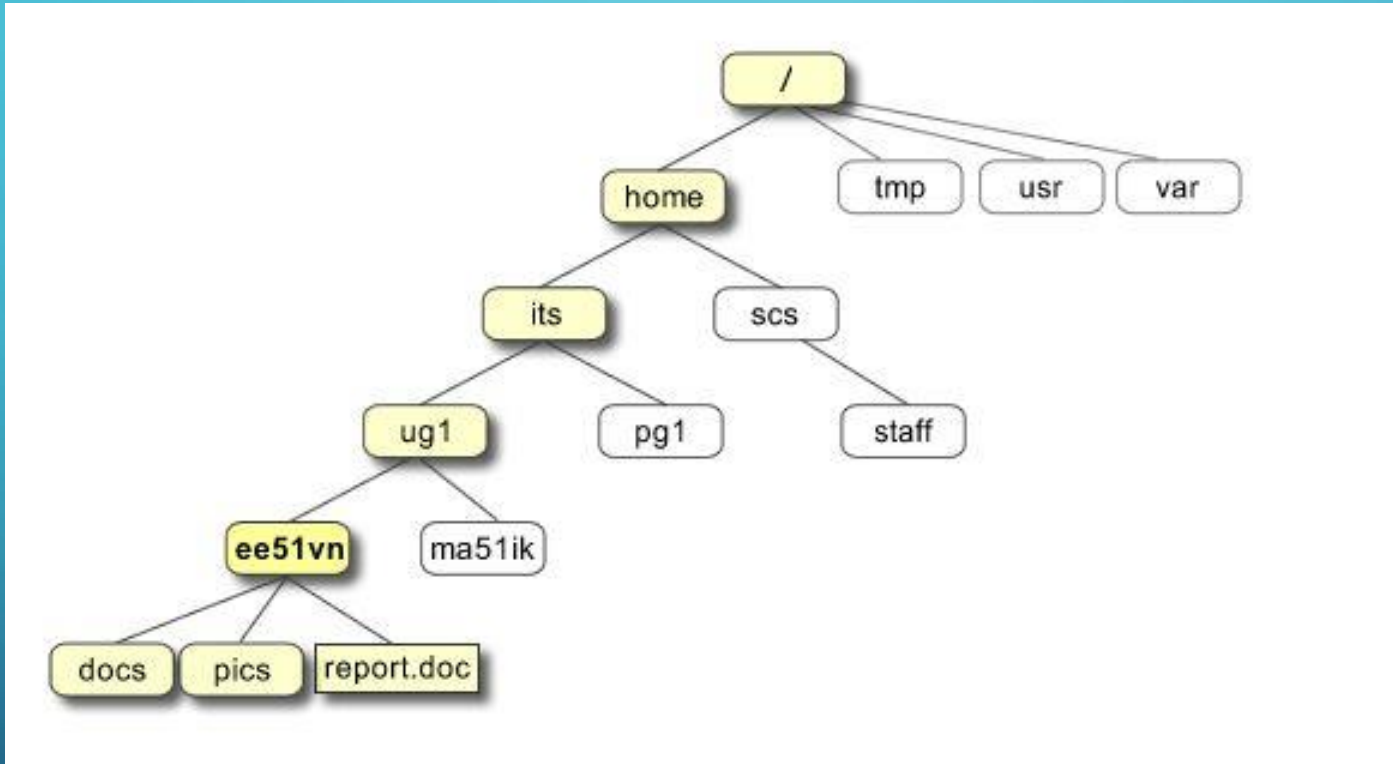 /
home
tmp
usr
var
its
scs
ug1
pg1
staff
ee51vn
ma51ik
docs
pics
report.doc